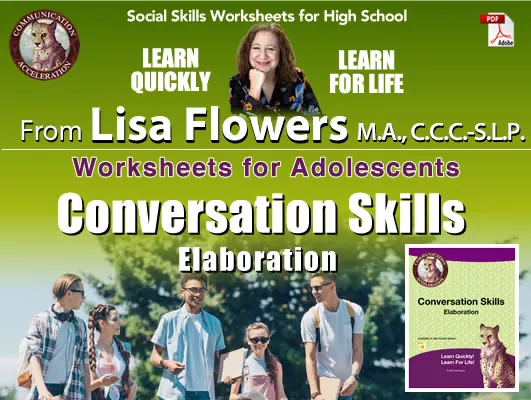 Social Skills Worksheets for High School
COMMUNICATION
ACCELERATION
PDF
Adobe
LEARN
QUICKLY
LEARN
FOR LIFE
From Lisa Flowers M.A., C.C.C.-S.L.P.
Worksheets for Adolescents
Conversation Skills
Elaboration
Conversation Skills
Elaboration
Learn Quickly!
Learn For Life!